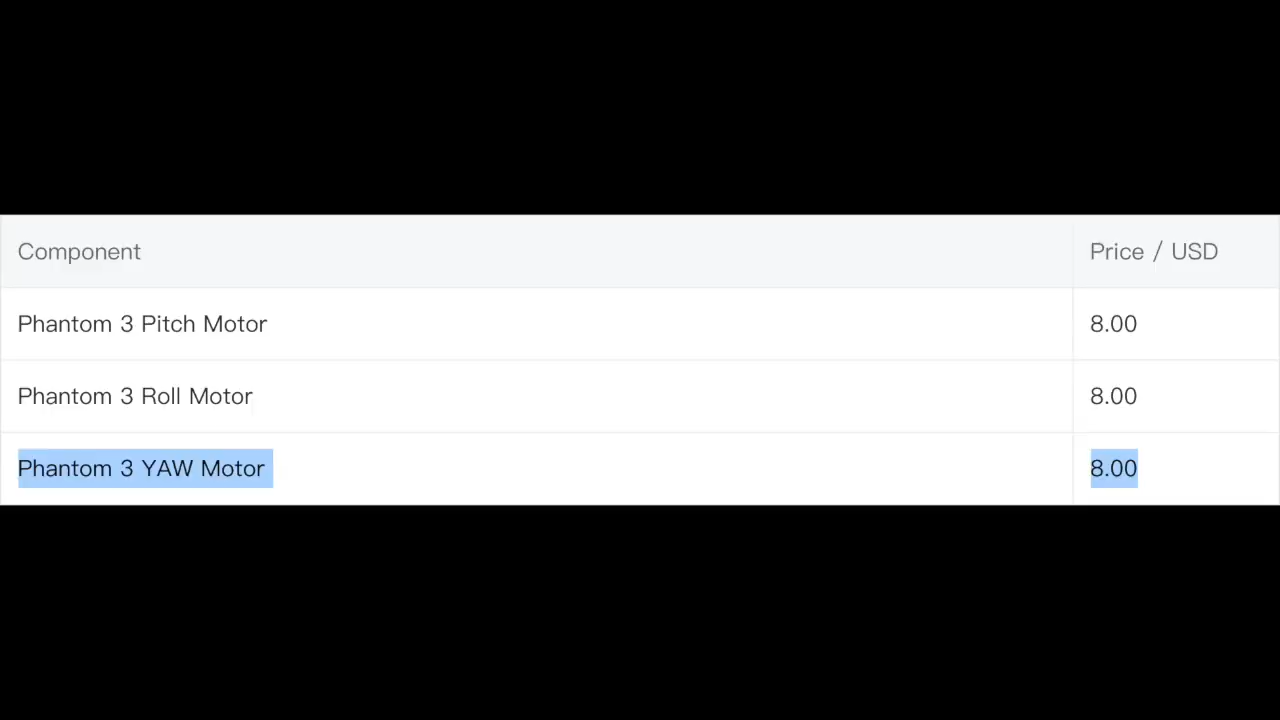 Component Price / USD
Phantom 3 Pitch Motor 8.00
Phantom 3 Roll Motor 8.00
Phantom 3 YAW Motor 8.00